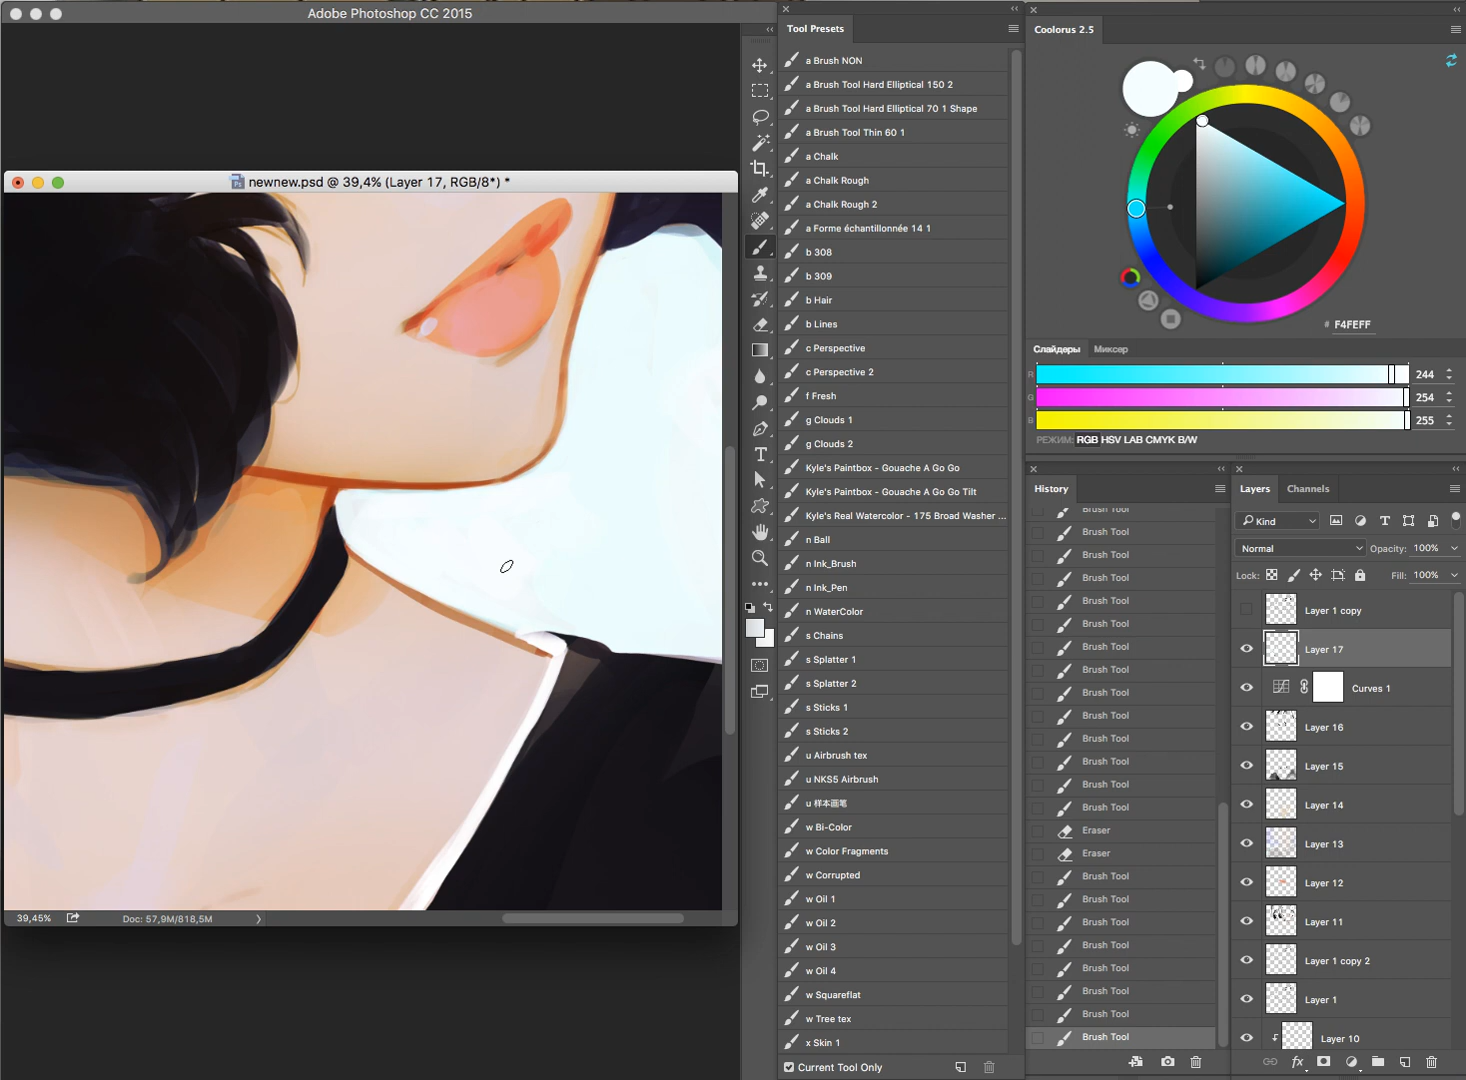 Adobe Photoshop CC 2015
newnew.psd @ 39,4% (Layer 17, RGB/8*) *
39,45%
Doc: 57,9M/818,5M
Tool Presets
a Brush NON
a Brush Tool Hard Elliptical 150 2
a Brush Tool Hard Elliptical 70 1 Shape
a Brush Tool Thin 60 1
a Chalk
a Chalk Rough
a Chalk Rough 2
a Forme échantillonnée 14 1
b 308
b 309
b Hair
b Lines
c Perspective
c Perspective 2
f Fresh
g Clouds 1
g Clouds 2
Kyle's Paintbox - Gouache A Go Go
Kyle's Paintbox - Gouache A Go Go Tilt
Kyle's Real Watercolor - 175 Broad Washer ...
n Ball
n Ink_Brush
n Ink_Pen
n WaterColor
s Chains
s Splatter 1
s Splatter 2
s Sticks 1
s Sticks 2
u Airbrush tex
u NKS5 Airbrush
u 样本画笔
w Bi-Color
w Color Fragments
w Corrupted
w Oil 1
w Oil 2
w Oil 3
w Oil 4
w Squareflat
w Tree tex
x Skin 1
Current Tool Only
Coolorus 2.5
# F4FEFF
Слайдеры Миксер
R 244
G 254
B 255
РЕЖИМ: RGB HSV LAB CMYK B/W
History
Brush Tool
Brush Tool
Brush Tool
Brush Tool
Brush Tool
Brush Tool
Brush Tool
Brush Tool
Brush Tool
Brush Tool
Brush Tool
Brush Tool
Brush Tool
Brush Tool
Eraser
Eraser
Brush Tool
Brush Tool
Brush Tool
Brush Tool
Brush Tool
Brush Tool
Brush Tool
Brush Tool
Layers Channels
Kind
Normal Opacity: 100%
Lock: Fill: 100%
Layer 1 copy
Layer 17
Curves 1
Layer 16
Layer 15
Layer 14
Layer 13
Layer 12
Layer 11
Layer 1 copy 2
Layer 1
Layer 10
fx